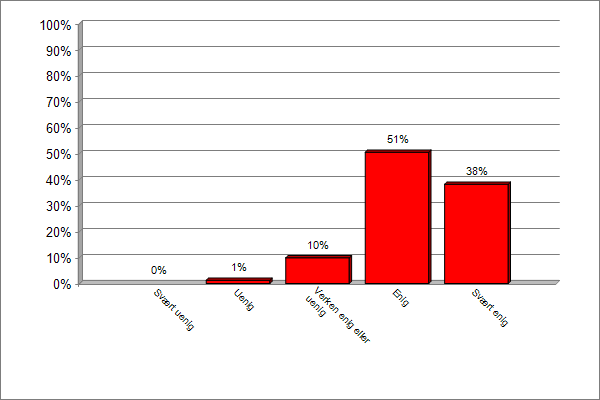 100%
90%
80%
70%
60%
50%
40%
30%
20%
10%
0%
0%
1%
10%
51%
38%
Svært uenig
Uenig
Verken enig eller
uenig
Enig
Svært enig